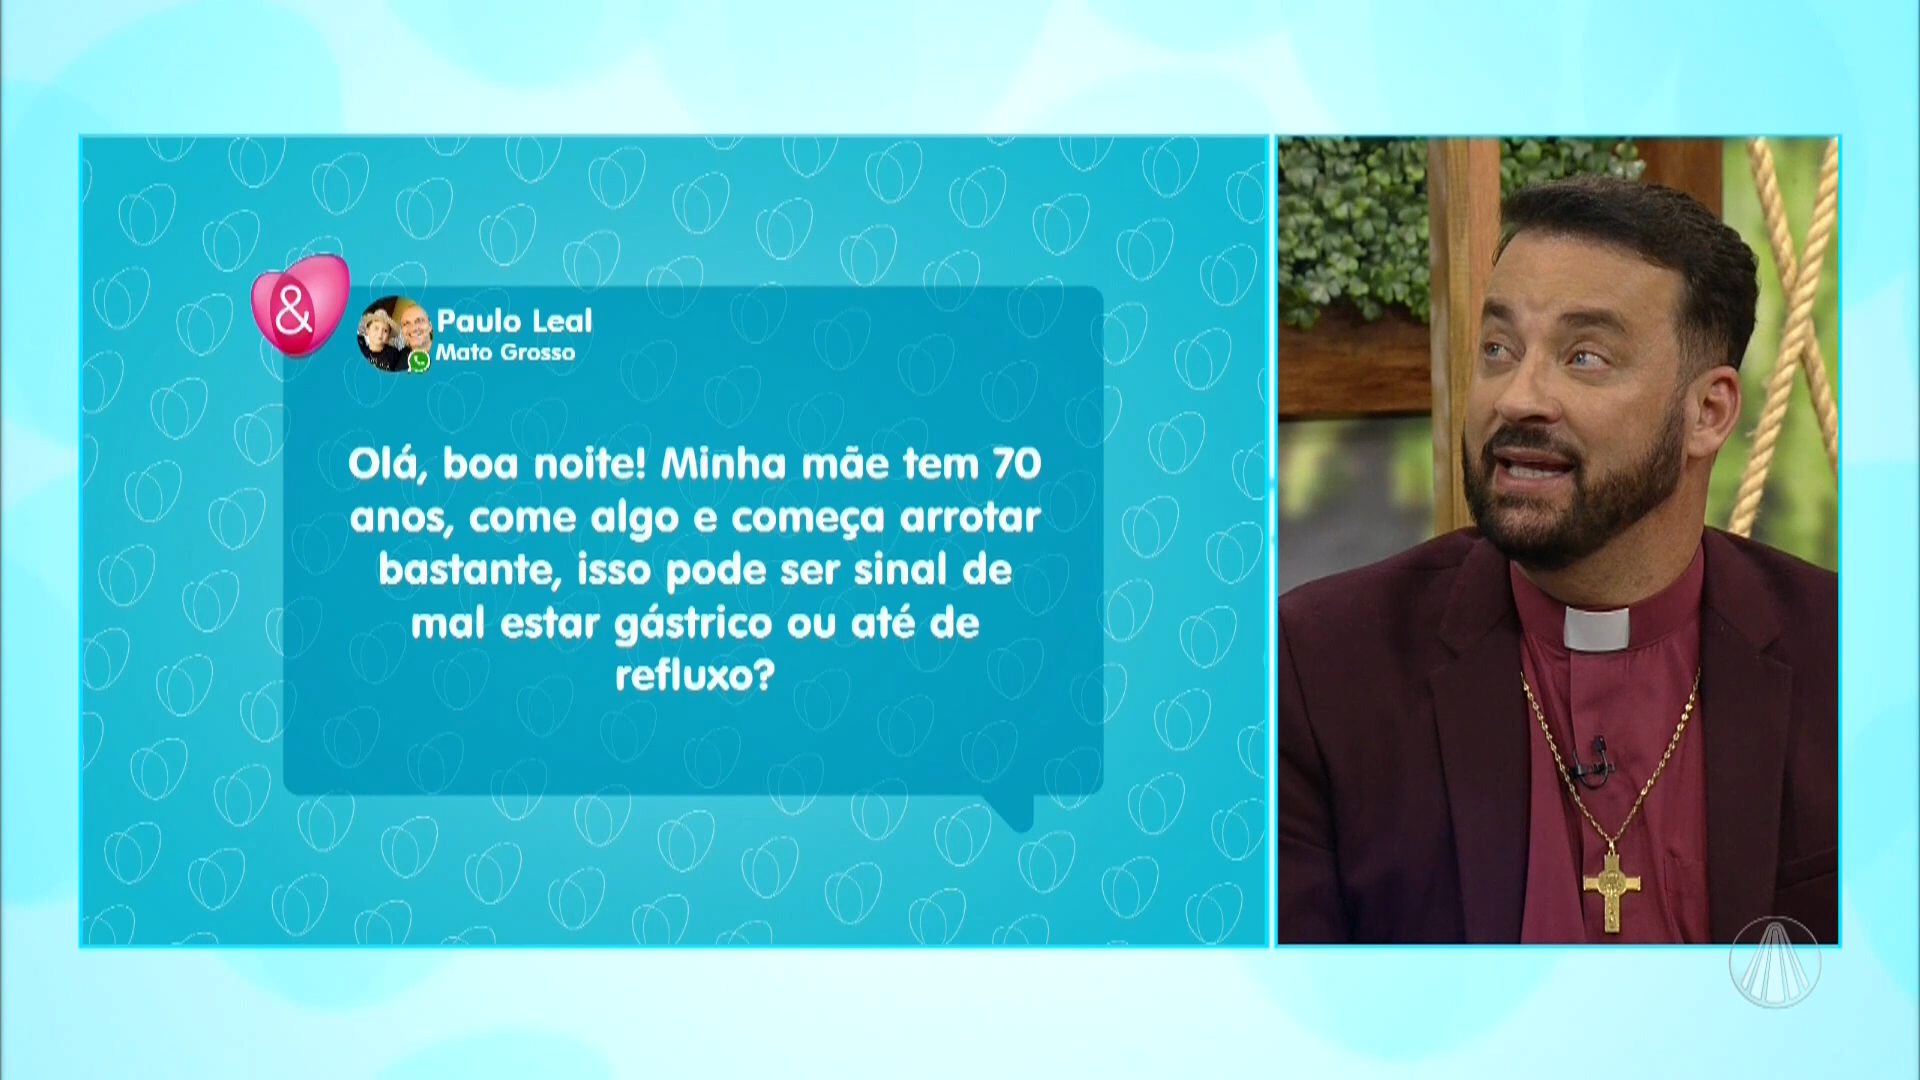 &
Paulo Leal
Mato Grosso
Olá, boa noite! Minha mãe tem 70
anos, come algo e começa arrotar
bastante, isso pode ser sinal de
mal estar gástrico ou até de
refluxo?